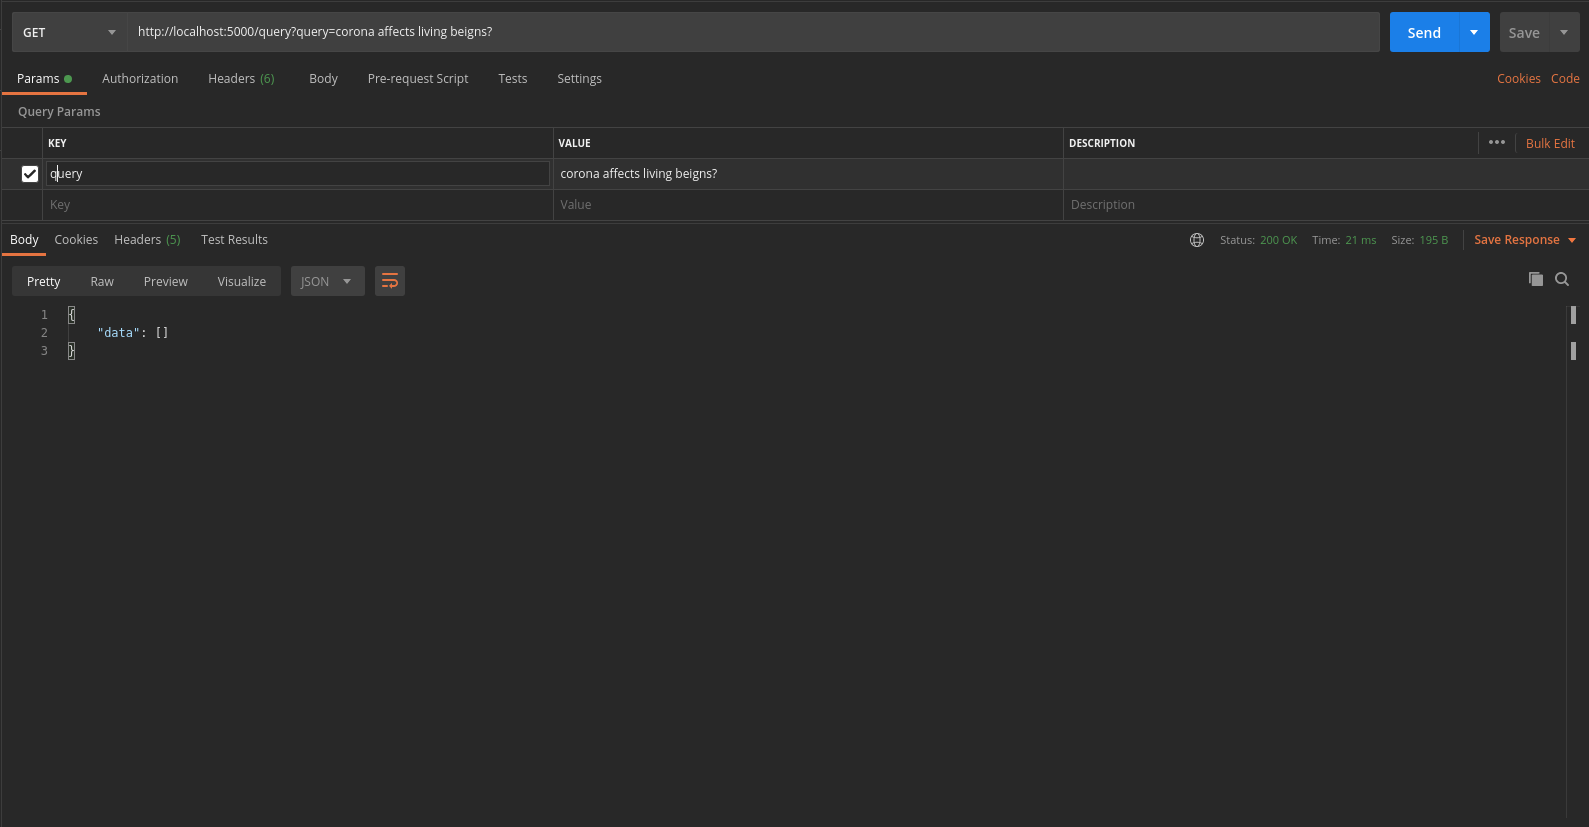 GET http://localhost:5000/query?query=corona affects living beigns? Send Save
Params Authorization Headers (6) Body Pre-request Script Tests Settings Cookies Code
Query Params
KEY VALUE DESCRIPTION ••• Bulk Edit
query corona affects living beigns?
Key Value Description
Body Cookies Headers (5) Test Results Status: 200 OK Time: 21 ms Size: 195 B Save Response
Pretty Raw Preview Visualize JSON
1 {
2 "data": []
3 }